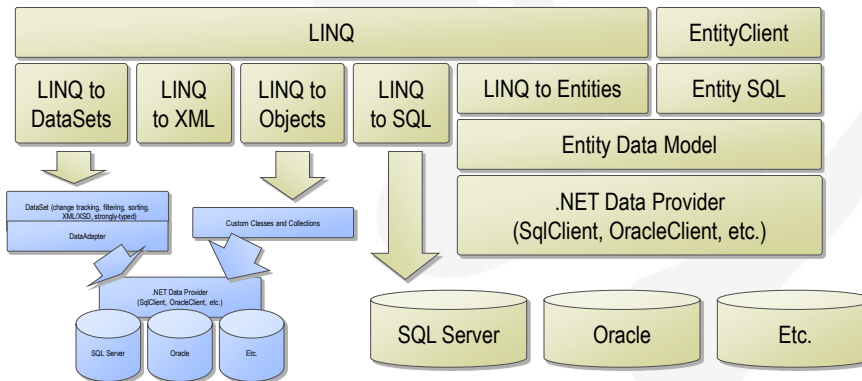 LINQ
EntityClient
LINQ to
DataSets
LINQ
to XML
LINQ to
Objects
LINQ
to SQL
LINQ to Entities
Entity SQL
Entity Data Model
.NET Data Provider
(SqlClient, OracleClient, etc.)
DataSet (change tracking, filtering, sorting,
XML/XSD, strongly-typed)
DataAdapter
Custom Classes and Collections
.NET Data Provider
(SqlClient, OracleClient, etc.)
SQL Server
Oracle
Etc.
SQL Server
Oracle
Etc.